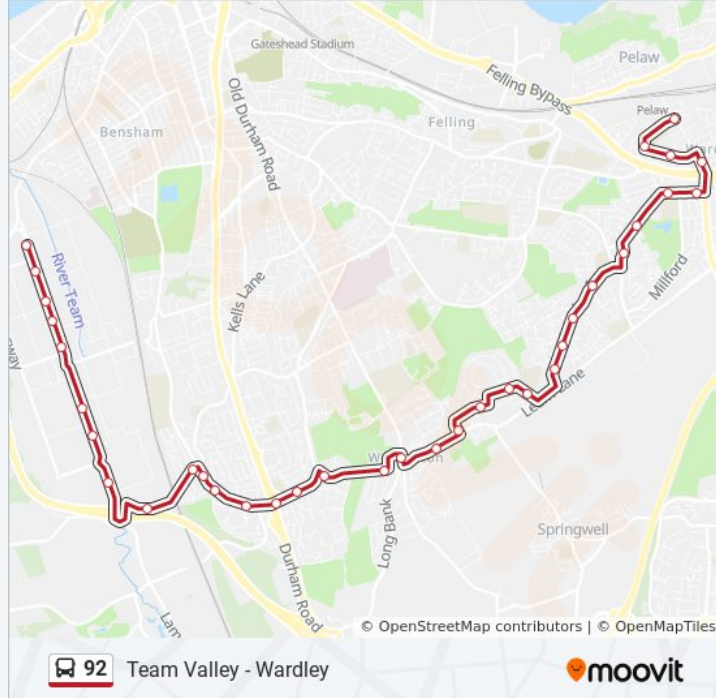 Gateshead Stadium
Pelaw
Felling Bypass
Old Durham Road
Felling
Pelaw
Bensham
River Team
Kells Lane
Millford
Long Bank
Springwell
Durham Road
© OpenStreetMap contributors | © OpenMapTiles
92 Team Valley - Wardley
moovit